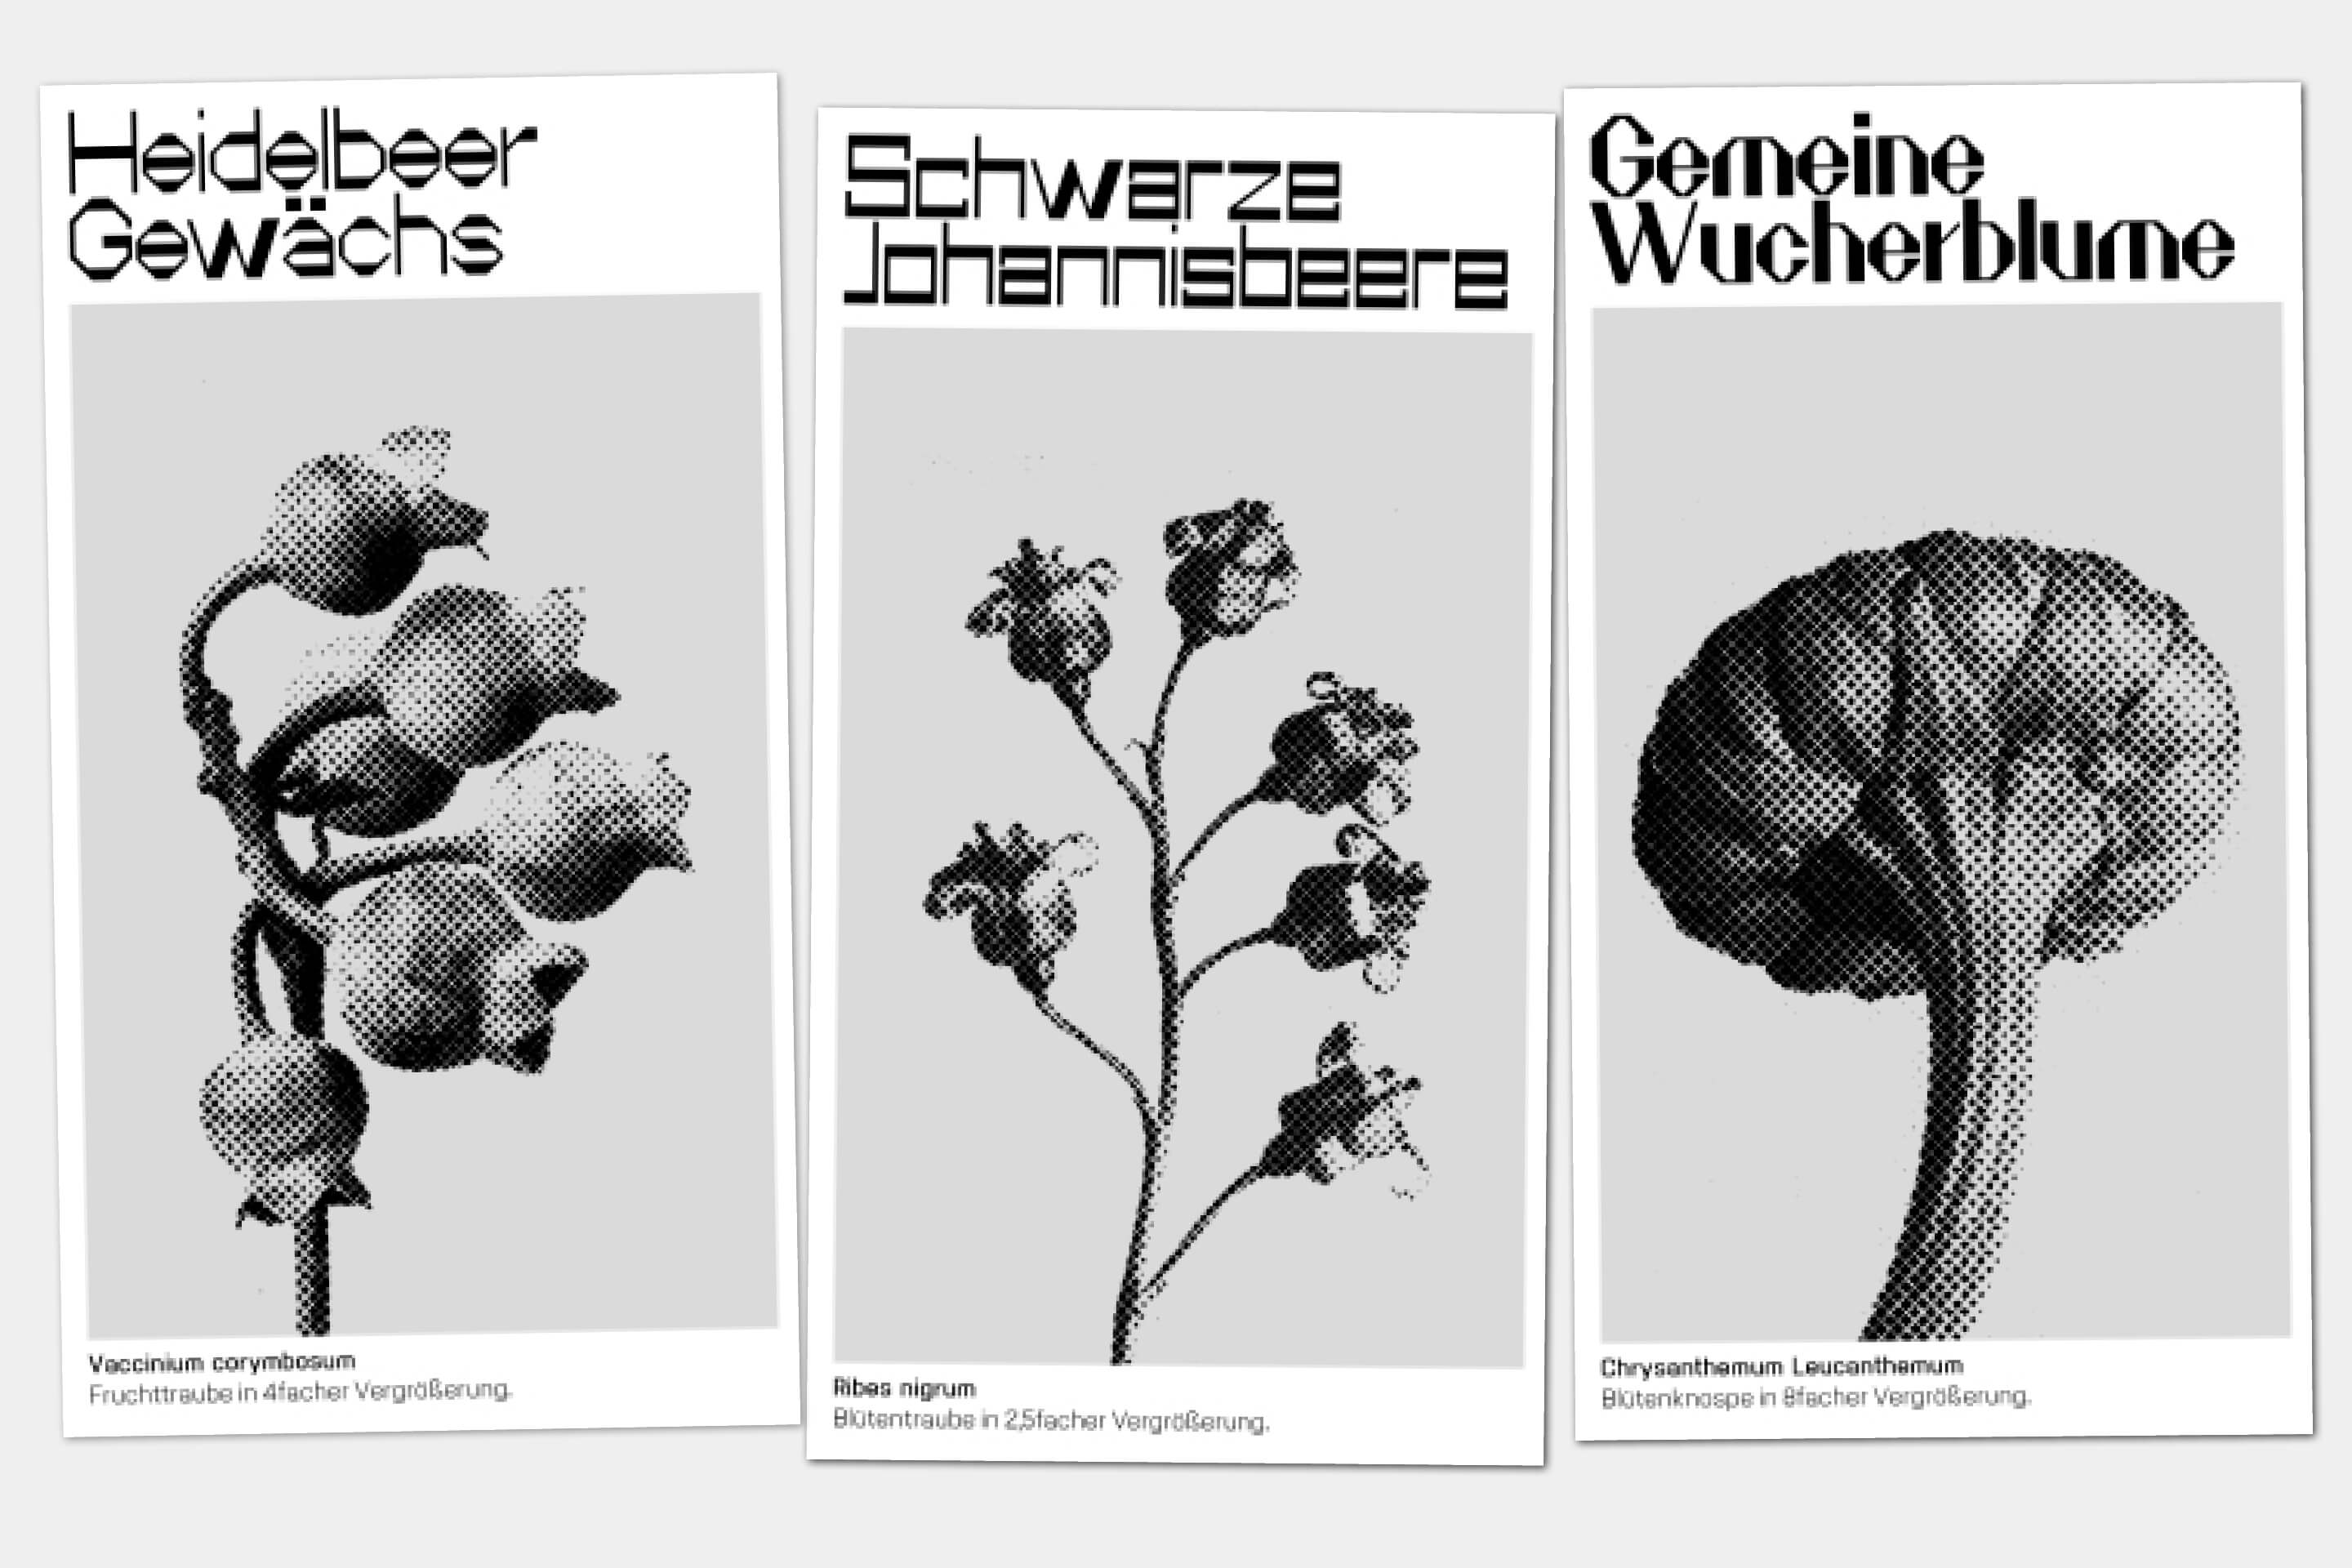 Heidelbeer
Gewächs
Vaccinium corymbosum
Fruchttraube in 4facher Vergrößerung.
Schwarze
Johannisbeere
Ribes nigrum
Blütentraube in 2,5facher Vergrößerung.
Gemeine
Wucherblume
Chrysanthemum Leucanthemum
Blütenknospe in 8facher Vergrößerung.